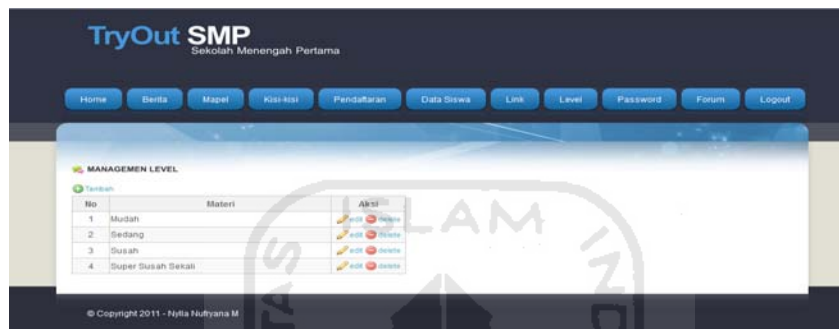 TryOut SMP
Sekolah Menengah Pertama
Home Berita Mapel Kisi-kisi Pendaftaran Data Siswa Link Level Password Forum Logout
MANAGEMEN LEVEL
Tambah
No Materi Aksi
1 Mudah edit delete
2 Sedang edit delete
3 Susah edit delete
4 Super Susah Sekali edit delete
ISLAM
© Copyright 2011 - Nylla Nufryana M